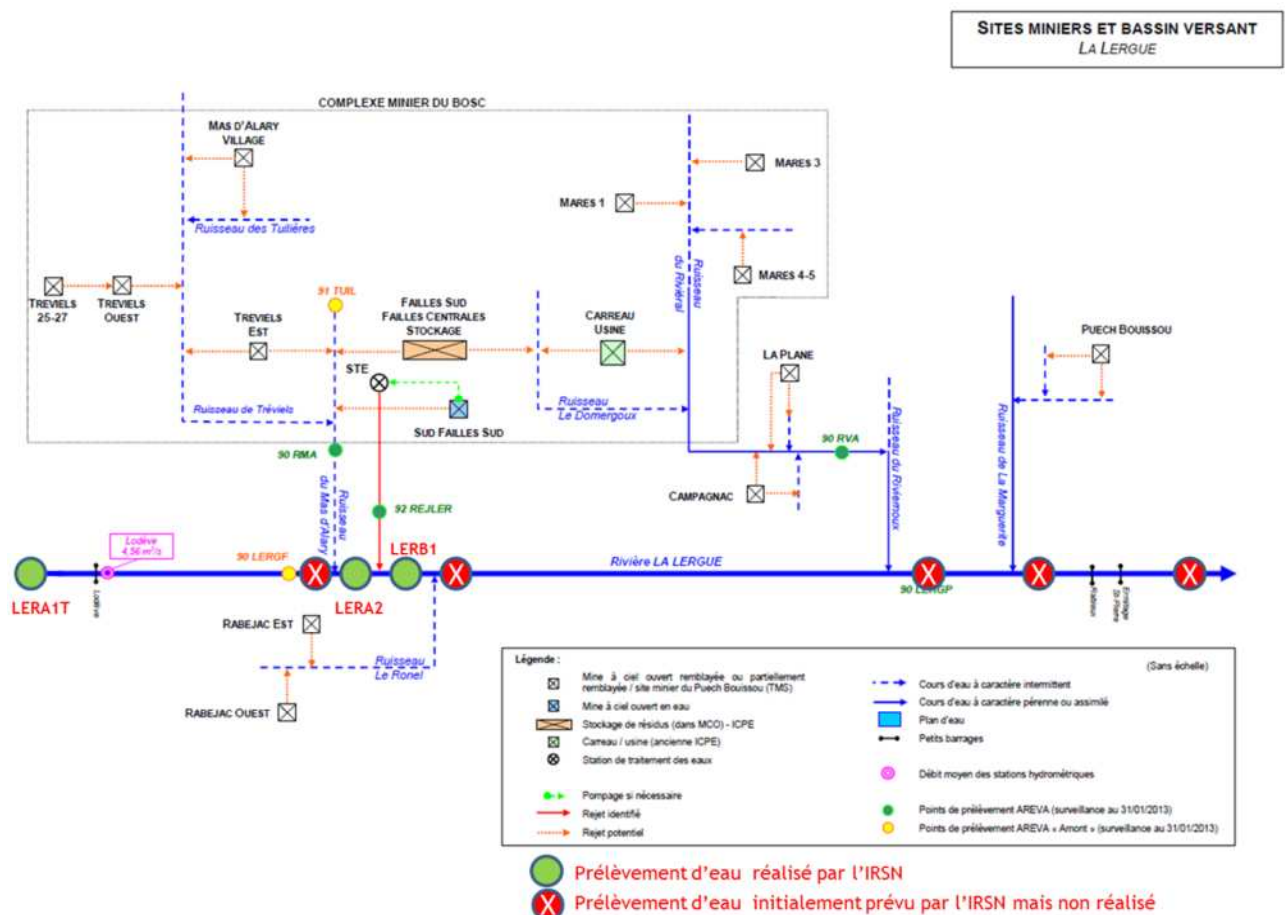 SITES MINIERS ET BASSIN VERSANT
LA LERGUE
COMPLEXE MINIER DU BOSC
MAS D'ALARY
VILLAGE
MARES 3
MARES 1
Ruisseau des Tuilières
Ruisseau
du Riviéral
MARES 4-5
TREVIELS
25-27
TREVIELS
OUEST
91 TUIL
TREVIELS
EST
FAILLES SUD
FAILLES CENTRALES
STOCKAGE
CARREAU
USINE
PUECH BOUISSOU
LA PLANE
STE
Ruisseau de Tréviels
SUD FAILLES SUD
Ruisseau
Le Domergoux
90 RMA
90 RVA
Ruisseau du Riviernoux
Ruisseau de La Marguerite
CAMPAGNAC
Ruisseau
du Mas d'Alary
92 REJLER
Lodève
4,56 m³/s
90 LERGF
LERB1
Rivière LA LERGUE
LERA1T
Lodève
LERA2
90 LERGP
Rabieux
Ermitage
St Pierre
RABEJAC EST
Ruisseau
Le Ronel
RABEJAC OUEST
Légende :
(Sans échelle)
Mine à ciel ouvert remblayée ou partiellement
remblayée / site minier du Puech Bouissou (TMS)
Mine à ciel ouvert en eau
Stockage de résidus (dans MCO) - ICPE
Carreau / usine (ancienne ICPE)
Station de traitement des eaux
Pompage si nécessaire
Rejet identifié
Rejet potentiel
Cours d'eau à caractère intermittent
Cours d'eau à caractère pérenne ou assimilé
Plan d'eau
Petits barrages
Débit moyen des stations hydrométriques
Points de prélèvement AREVA (surveillance au 31/01/2013)
Points de prélèvement AREVA « Amont » (surveillance au 31/01/2013)
Prélèvement d'eau réalisé par l'IRSN
X Prélèvement d'eau initialement prévu par l'IRSN mais non réalisé